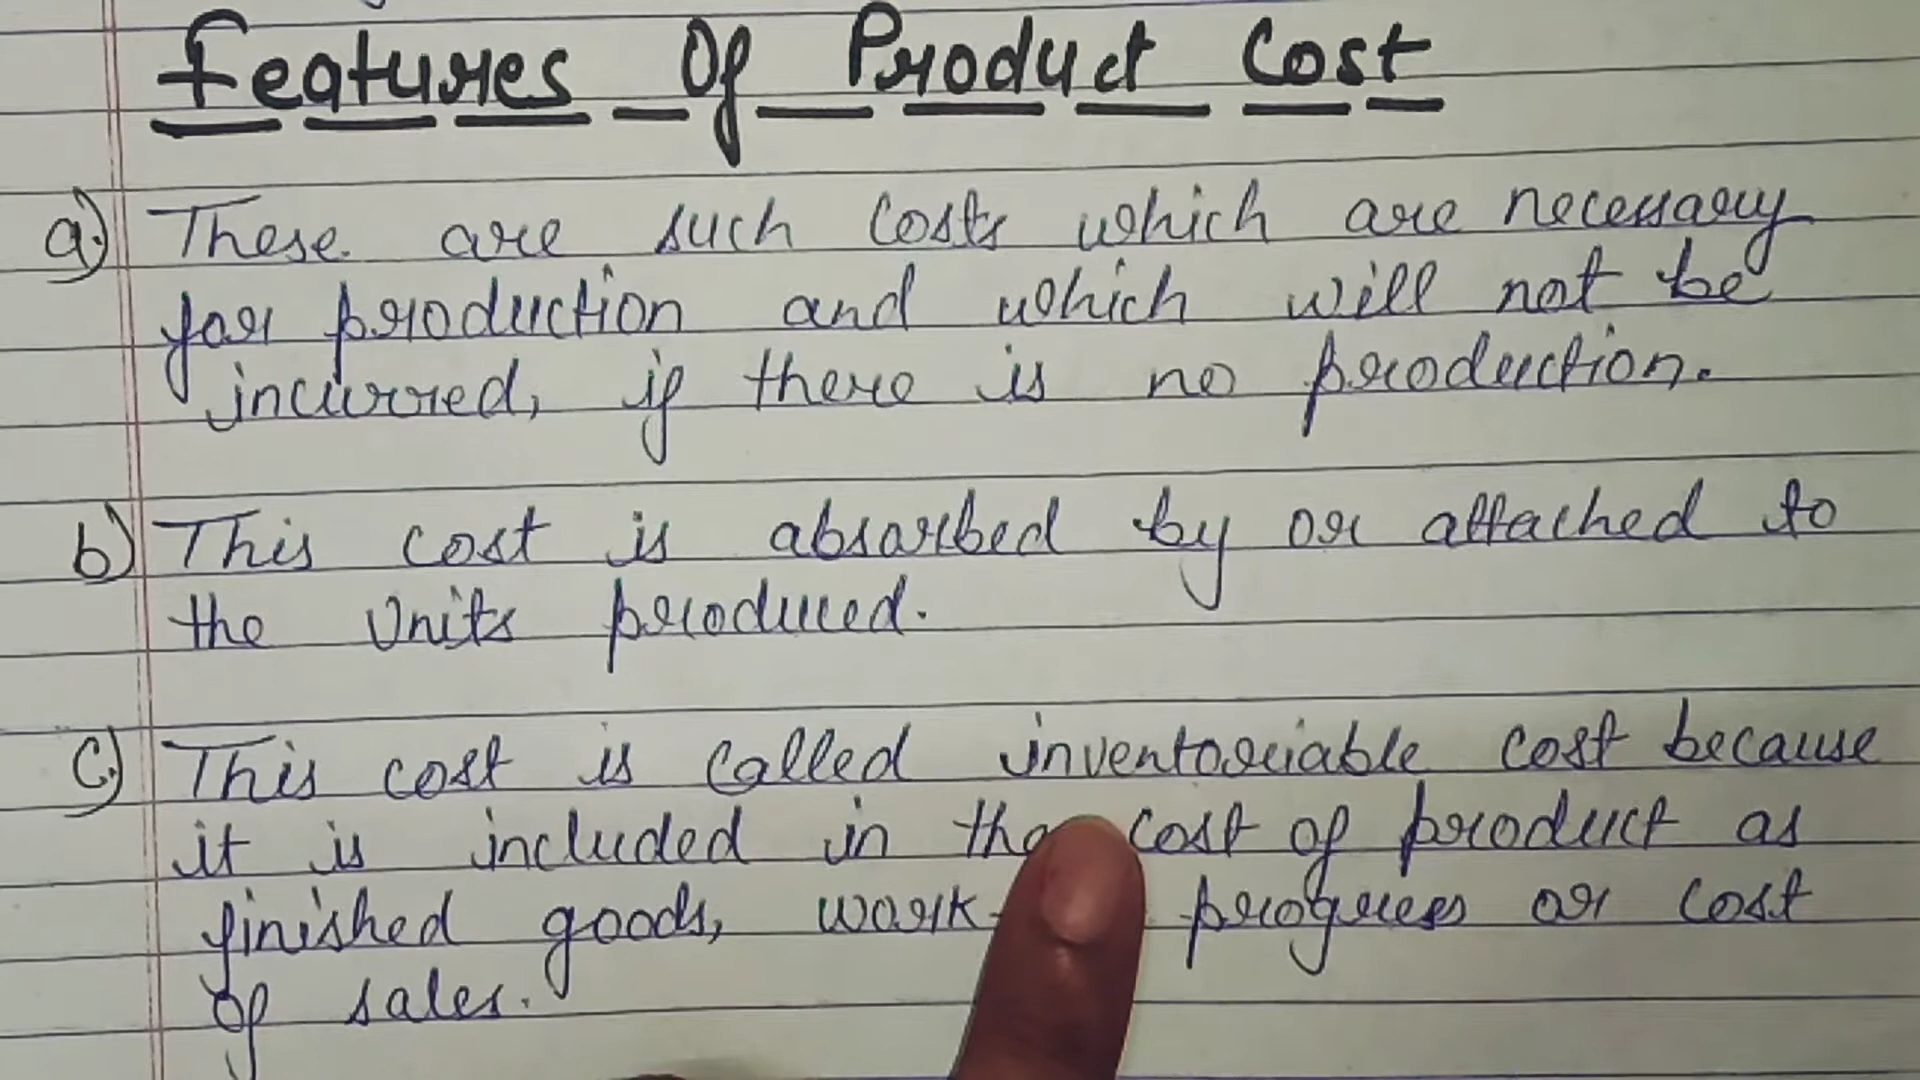 Features Of Product Cost
a) These are such costs which are necessary
for production and which will not be
incurred, if there is no production.
b) This cost is absorbed by or attached to
the Units produced.
c) This cost is called inventoriable cost because
it is included in the cost of product as
finished goods, work- progress or cost
of sales.